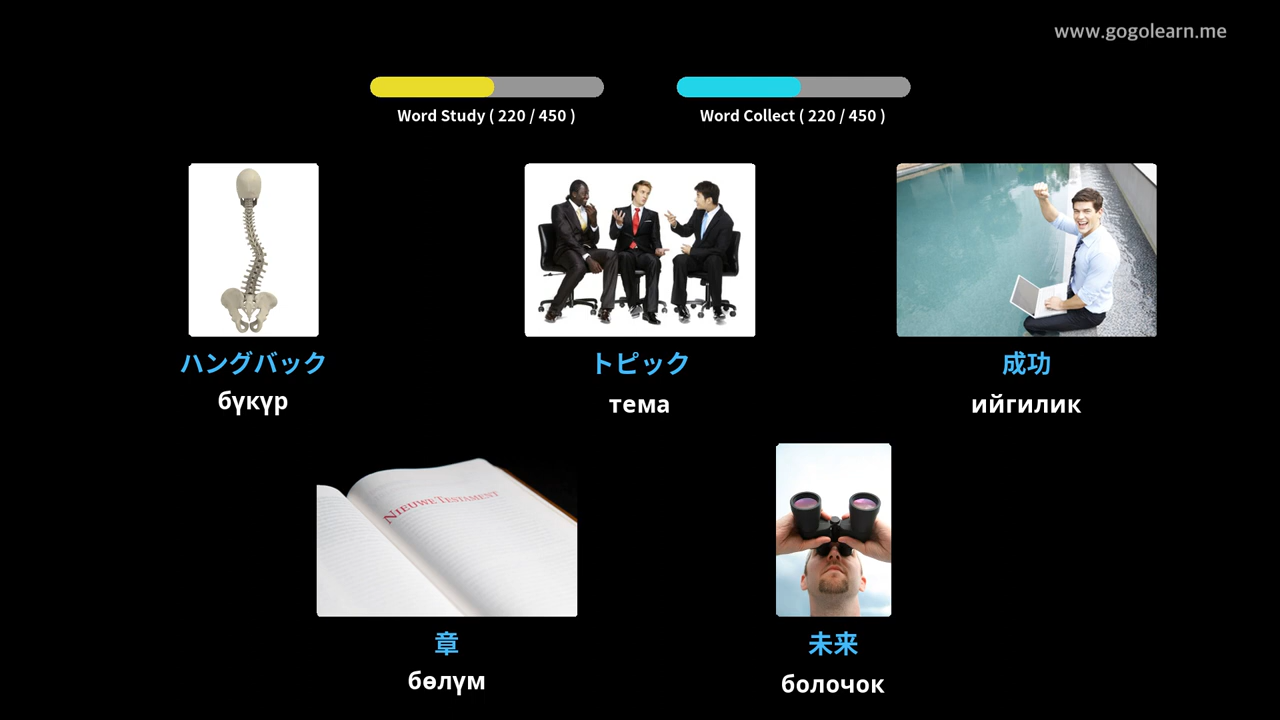 www.gogolearn.me
Word Study ( 220 / 450 )
Word Collect ( 220 / 450 )
ハングバック
бүкүр
トピック
тема
成功
ийгилик
NIEUWE TESTAMENT
章
бөлүм
未来
болочок